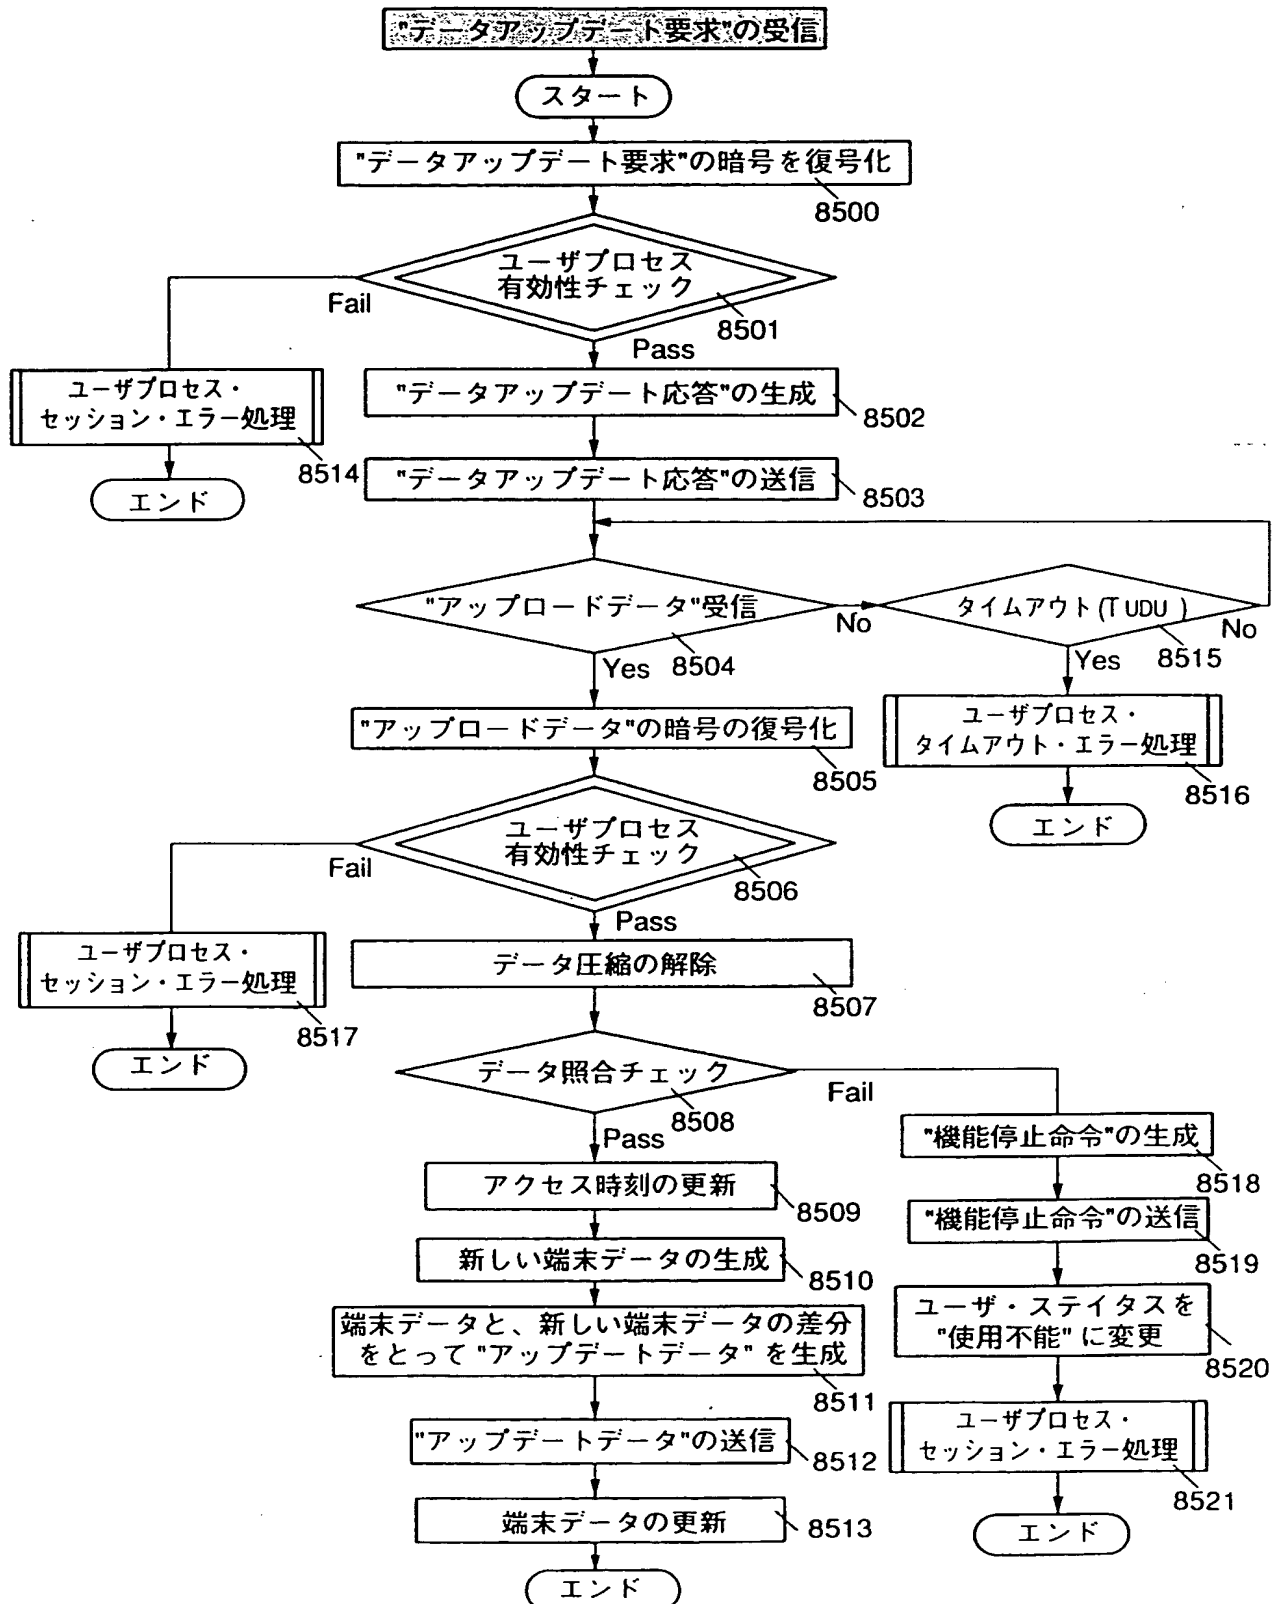 "データアップデート要求"の受信
スタート
"データアップデート要求"の暗号を復号化
8500
ユーザプロセス
有効性チェック
8501
Fail
Pass
ユーザプロセス・
セッション・エラー処理
8514
エンド
"データアップデート応答"の生成
8502
"データアップデート応答"の送信
8503
"アップロードデータ"受信
8504
No
Yes
タイムアウト(TUDU)
8515
No
Yes
ユーザプロセス・
タイムアウト・エラー処理
8516
エンド
"アップロードデータ"の暗号の復号化
8505
ユーザプロセス
有効性チェック
8506
Fail
Pass
ユーザプロセス・
セッション・エラー処理
8517
エンド
データ圧縮の解除
8507
データ照合チェック
8508
Fail
Pass
アクセス時刻の更新
8509
新しい端末データの生成
8510
端末データと、新しい端末データの差分
をとって"アップデートデータ"を生成
8511
"アップデートデータ"の送信
8512
端末データの更新
8513
エンド
"機能停止命令"の生成
8518
"機能停止命令"の送信
8519
ユーザ・ステイタスを
"使用不能"に変更
8520
ユーザプロセス・
セッション・エラー処理
8521
エンド